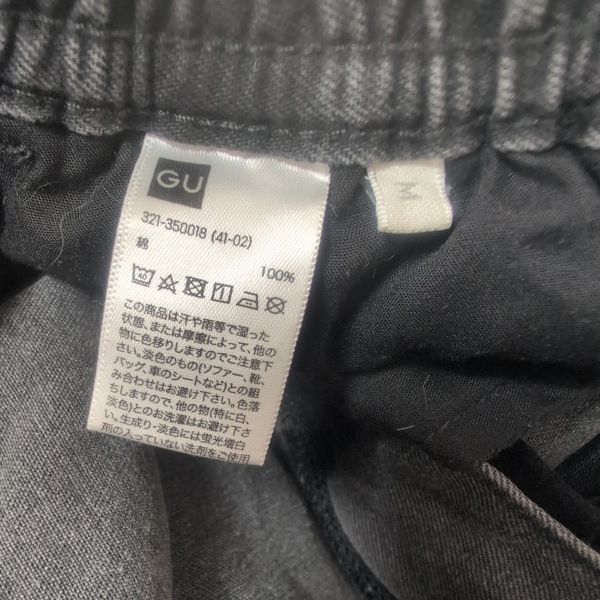 GU
M
321-350018 (41-02)
綿
100%
40
この商品は汗や雨等で湿った
状態、または摩擦によって、他の
物に色移りしますのでご注意下
さい。淡色のもの(ソファー、靴、
バッグ、車のシートなど)との組
み合わせはお避け下さい。色落
ちしますので、他の物(特に白、
淡色)とのお洗濯はお避け下さ
い。生成り・淡色には蛍光増白
剤の入っていない洗剤をご使用